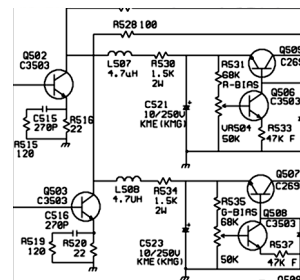 R528 100
Q502
C3503
L507
4.7uH
R530
1.5K
2W
R531
68K
R-BIAS
Q505
C269
Q506
C3503
C521
10/250V
KME(KMG)
VR504
50K
R533
47K F
C515
270P
R516
22
R515
120
Q503
C3503
L508
4.7UH
R534
1.5K
2W
R535
68K
G-BIAS
Q507
C269
Q508
C3503
C516
270P
R519
120
R520
22
C523
10/250V
KME(KMG)
50K
R537
47K F